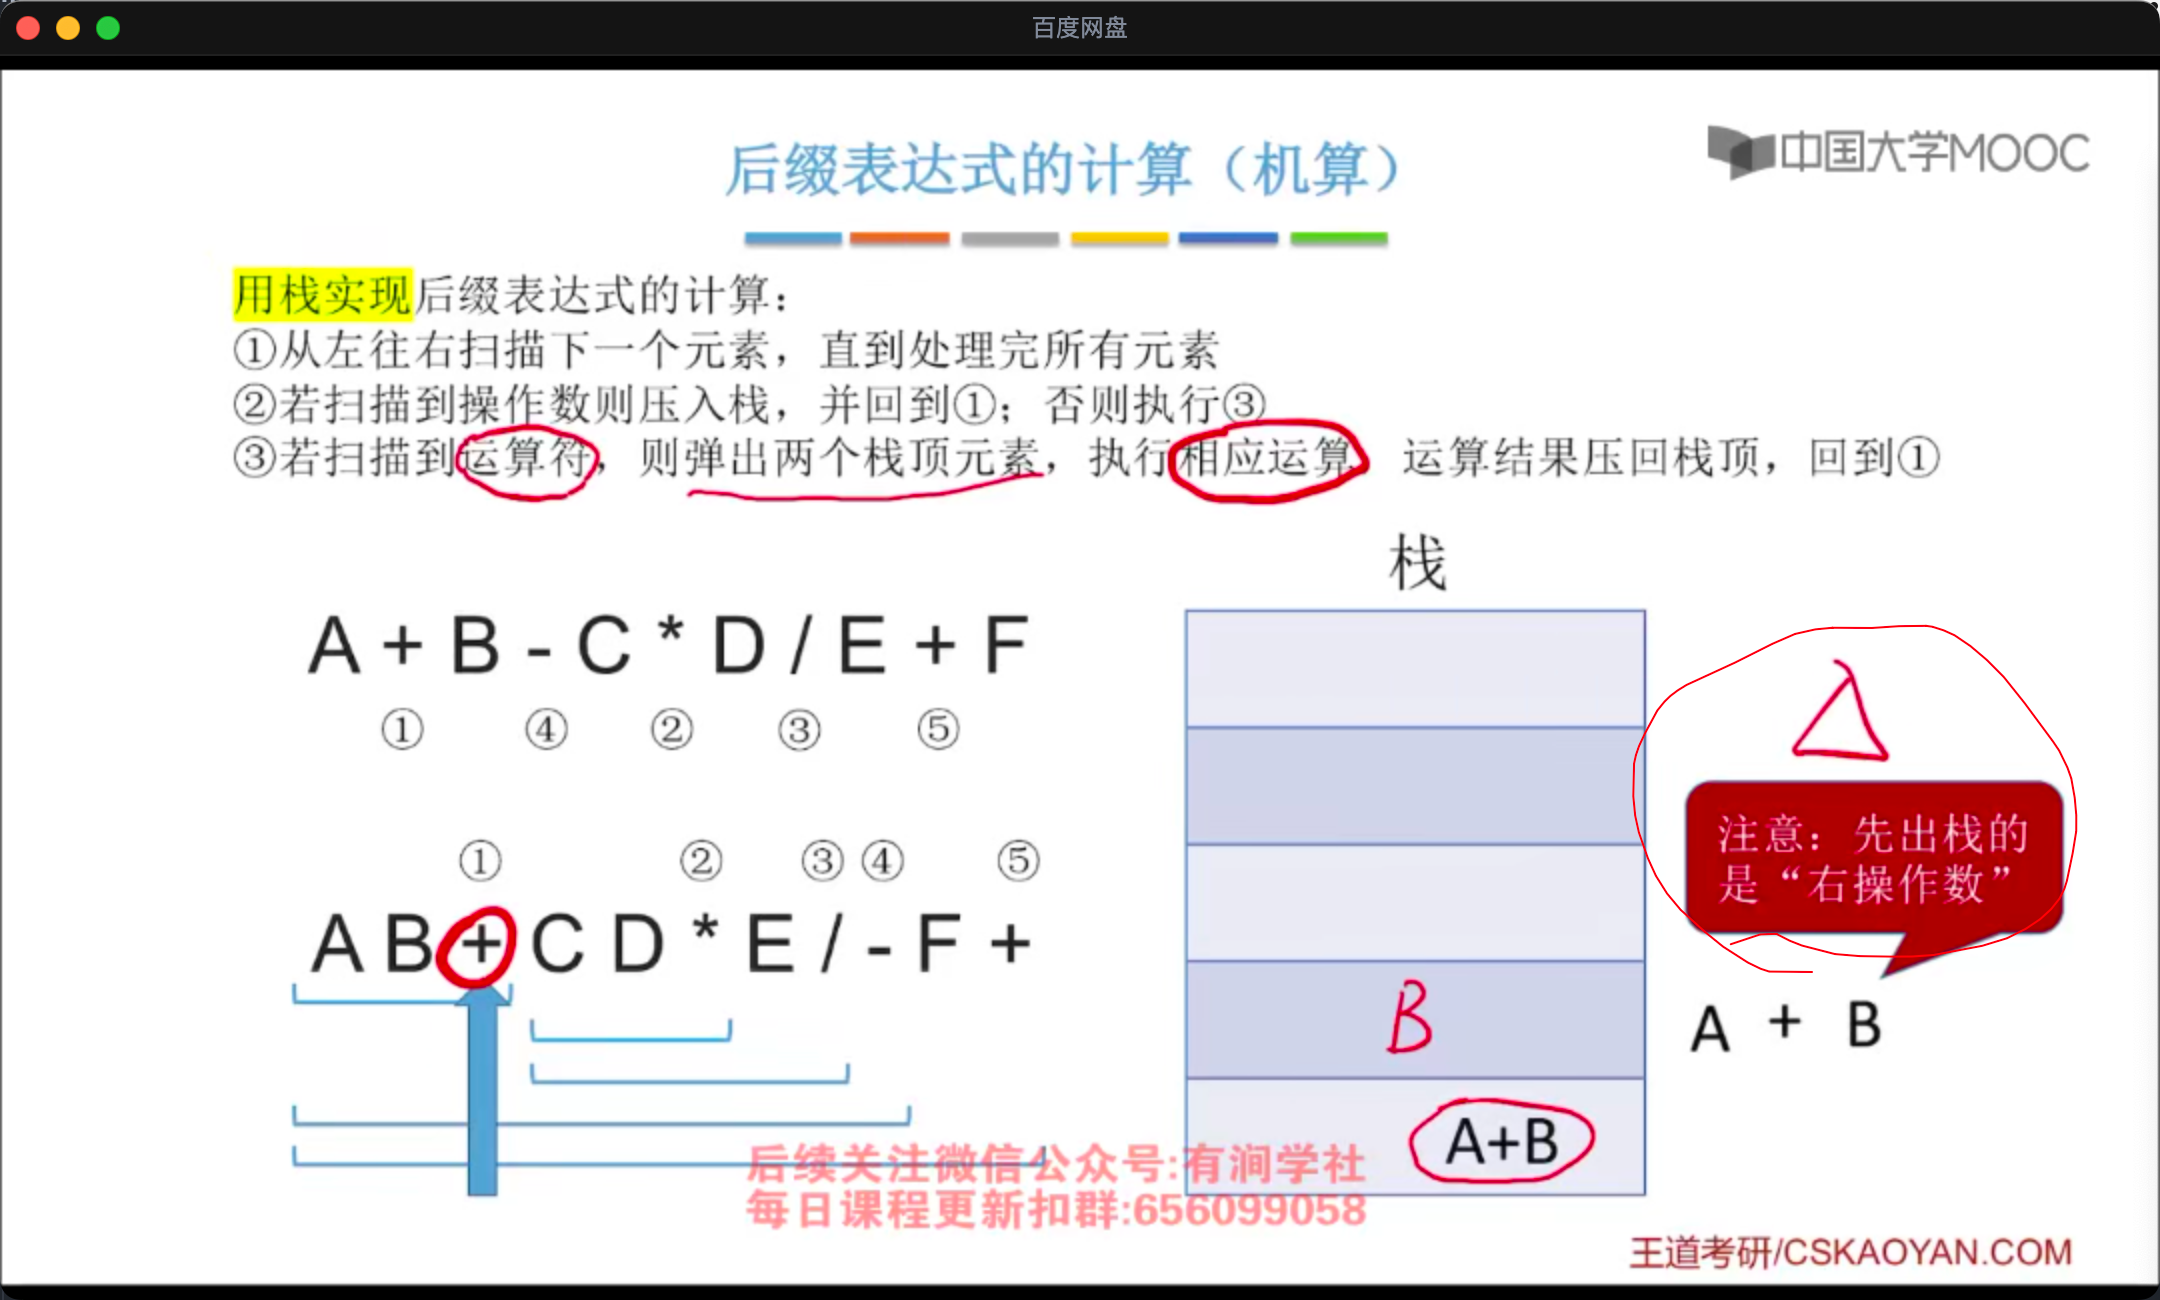 百度网盘
中国大学MOOC
后缀表达式的计算（机算）
用栈实现后缀表达式的计算：
①从左往右扫描下一个元素，直到处理完所有元素
②若扫描到操作数则压入栈，并回到①；否则执行③
③若扫描到运算符，则弹出两个栈顶元素，执行相应运算 运算结果压回栈顶，回到①
栈
A + B - C * D / E + F
① ④ ② ③ ⑤
① ② ③ ④ ⑤
A B + C D * E / - F +
注意：先出栈的
是“右操作数”
B
A + B
A+B
后续关注微信公众号:有涧学社
每日课程更新扣群:656099058
王道考研/CSKAOYAN.COM